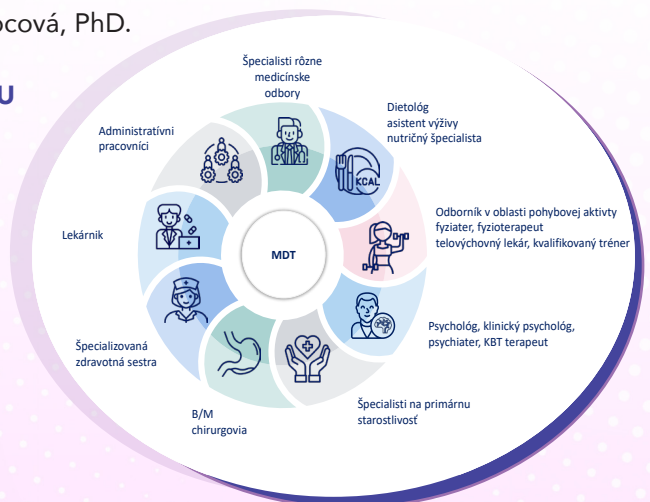 PhD.
Špecialisti rôzne
medicínske
odbory
Dietológ
asistent výživy
nutričný špecialista
KCAL
Odborník v oblasti pohybovej aktivty
fyziater, fyzioterapeut
telovýchovný lekár, kvalifikovaný tréner
Psychológ, klinický psychológ,
psychiater, KBT terapeut
Špecialisti na primárnu
starostlivosť
B/M
chirurgovia
Špecializovaná
zdravotná sestra
Lekárnik
Administratívni
pracovníci
MDT